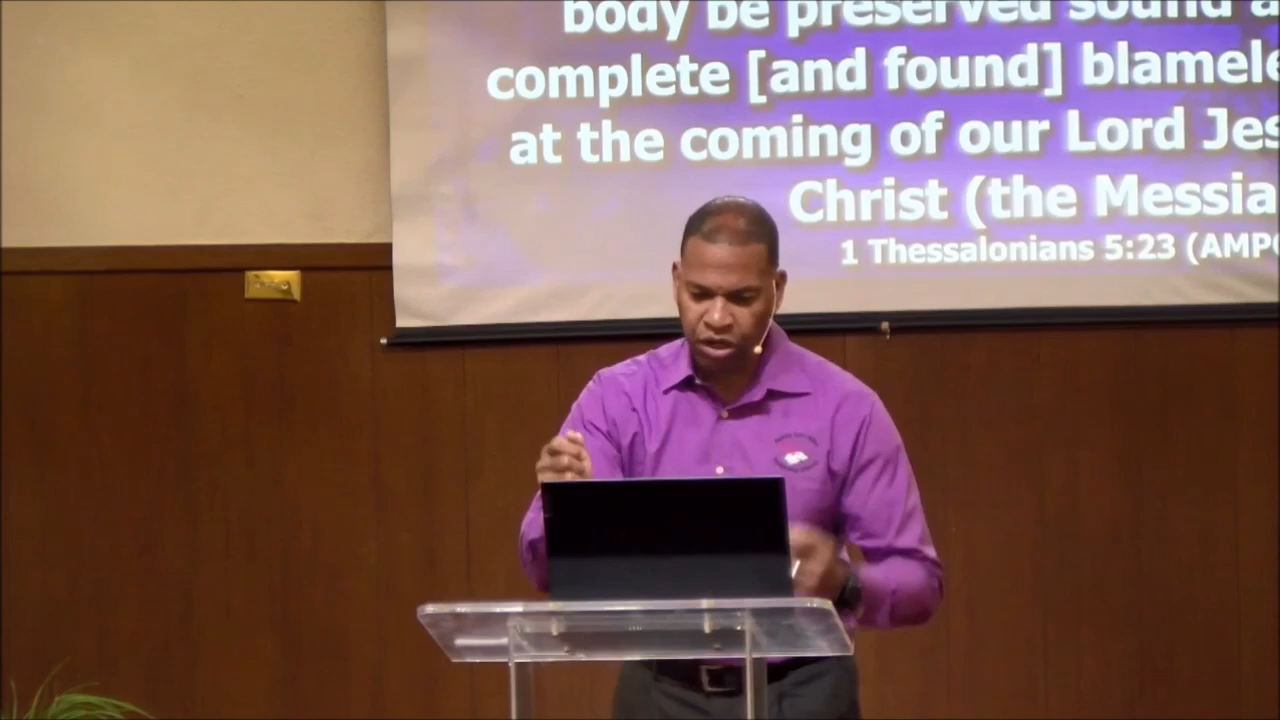 body be preserved sound a
complete [and found] blamele
at the coming of our Lord Jes
Christ (the Messia
1 Thessalonians 5:23 (AMPC